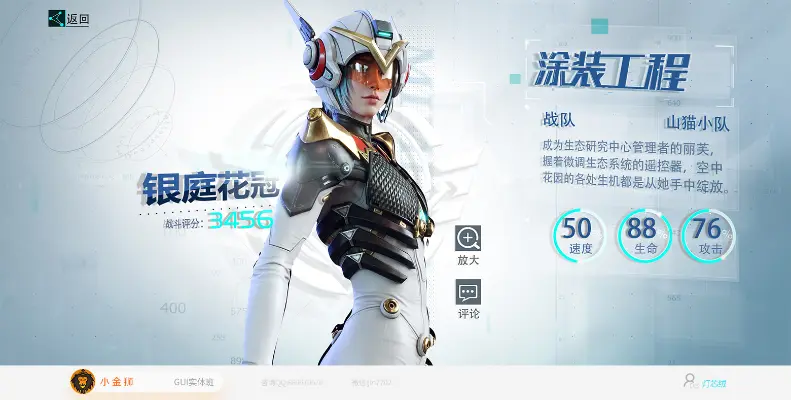 返回
涂装工程
战队
山猫小队
成为生态研究中心管理者的丽芙，
握着微调生态系统的遥控器，空中
花园的各处生机都是从她手中绽放。
银庭花冠
战斗评分：3456
50
速度
88
生命
76
攻击
放大
评论
400
小金狮
GUI实体班